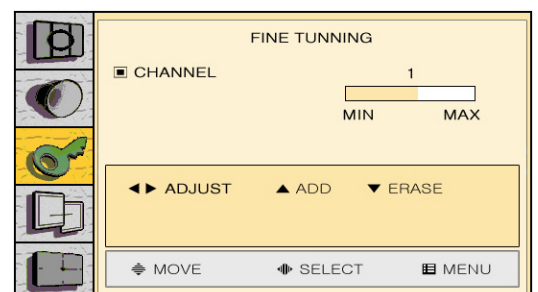 FINE TUNNING
CHANNEL 1
MIN MAX
◀▶ ADJUST ▲ ADD ▼ ERASE
MOVE SELECT MENU